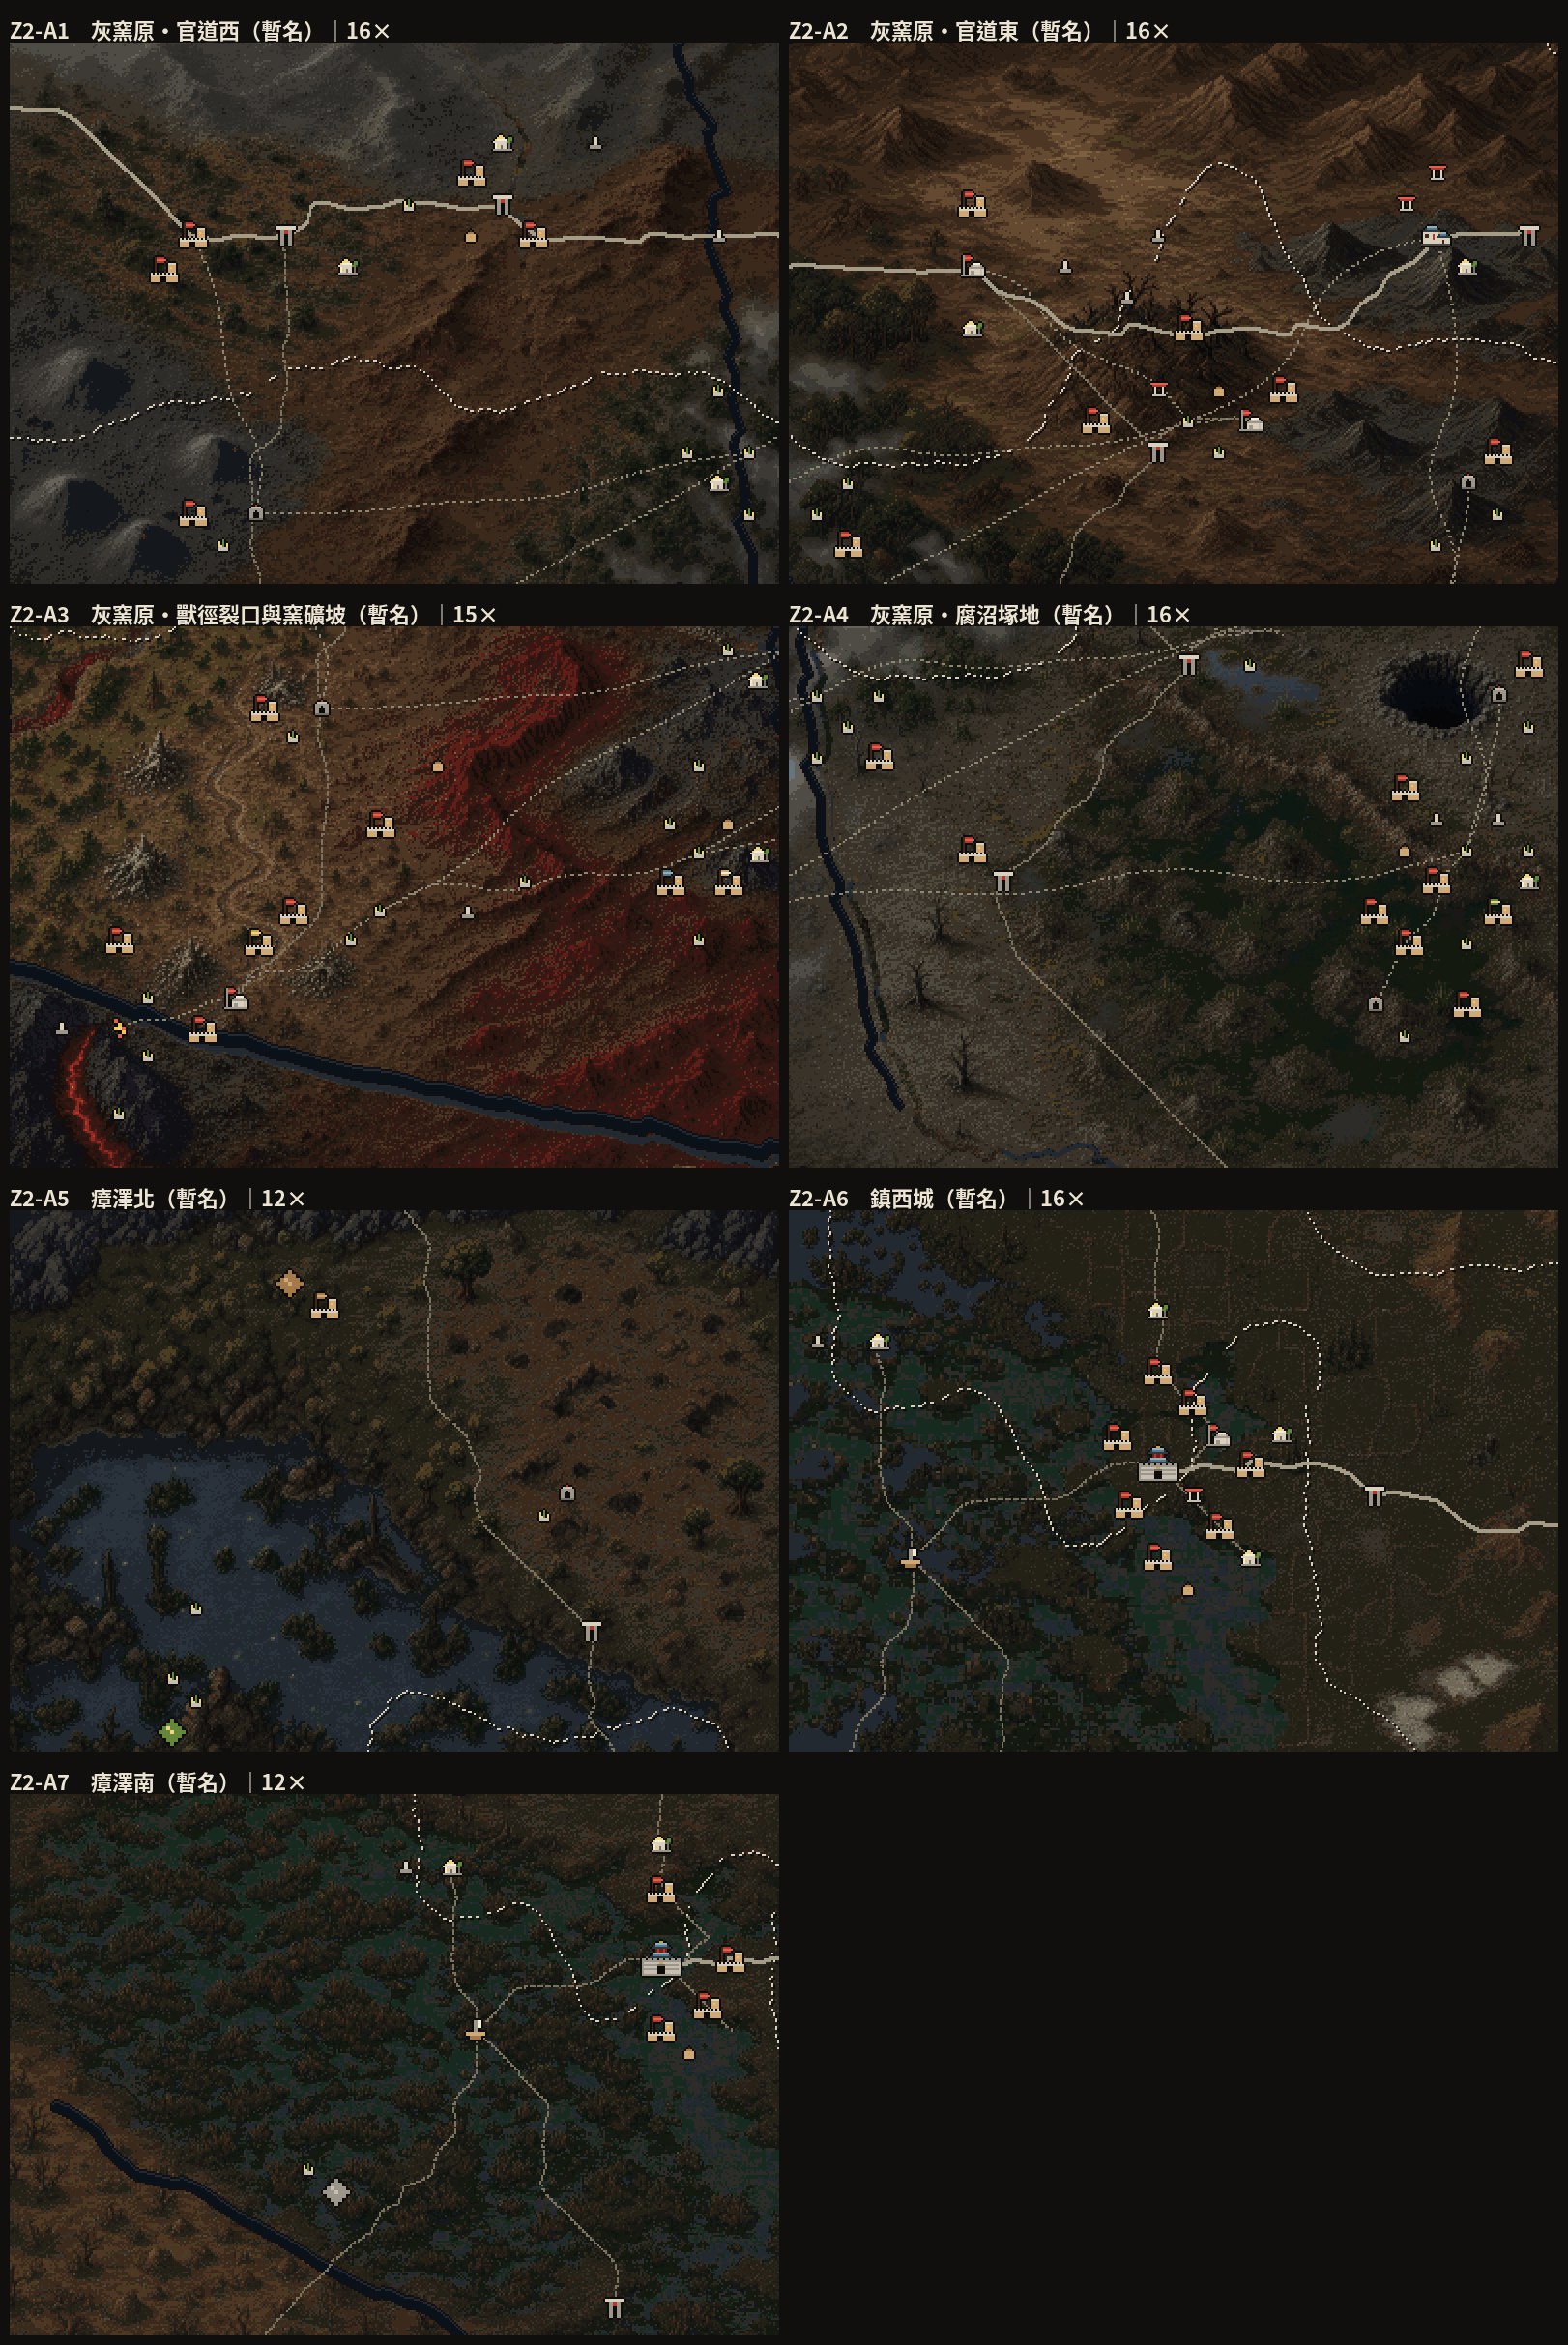 Z2-A1 灰窯原・官道西（暫名）｜16×
Z2-A2 灰窯原・官道東（暫名）｜16×
Z2-A3 灰窯原・獸徑裂口與窯礦坡（暫名）｜15×
Z2-A4 灰窯原・腐沼塚地（暫名）｜16×
Z2-A5 瘴澤北（暫名）｜12×
Z2-A6 鎮西城（暫名）｜16×
Z2-A7 瘴澤南（暫名）｜12×